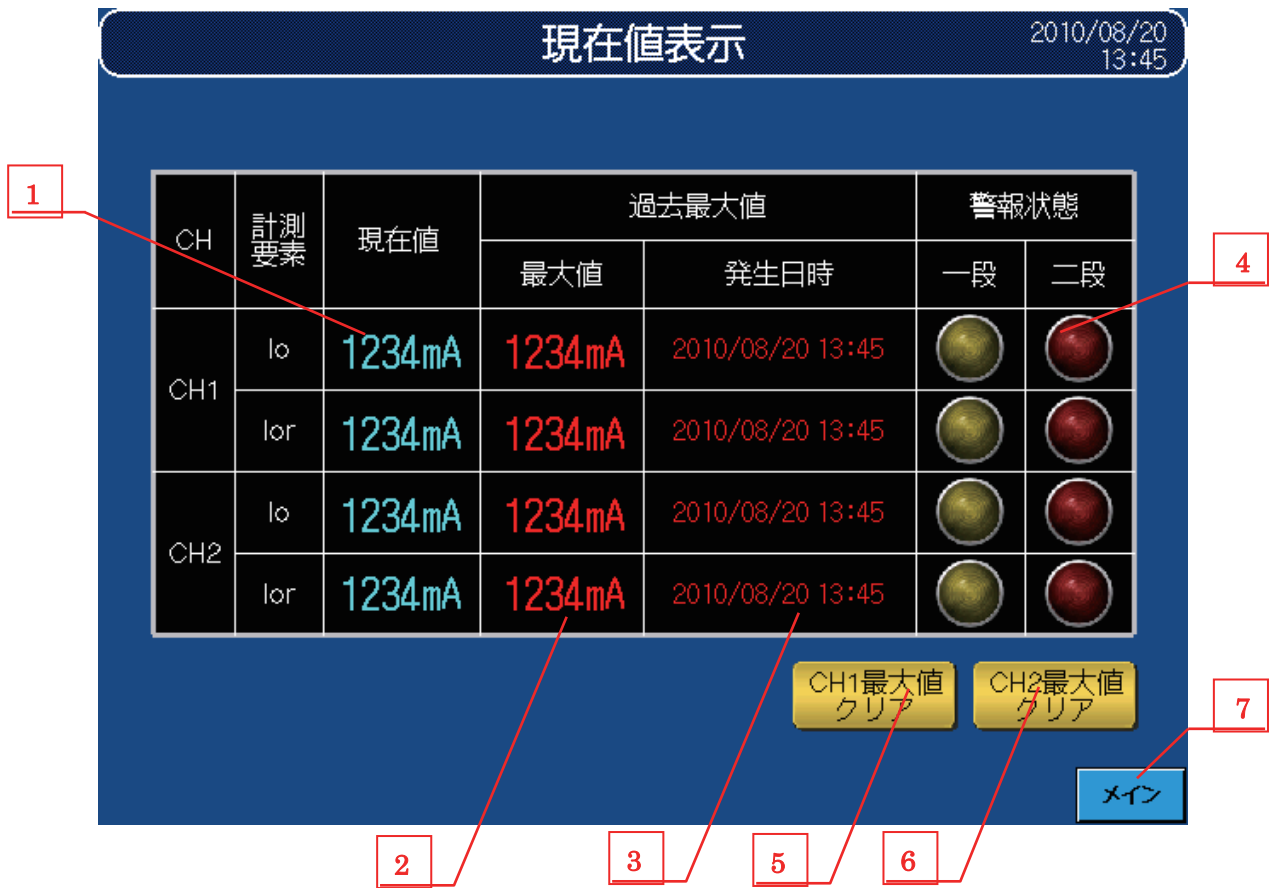 現在値表示
2010/08/20
13:45
1
過去最大値
警報状態
CH
計測
要素
現在値
最大値
発生日時
一段
二段
4
CH1
Io
1234mA
1234mA
2010/08/20 13:45
Ior
1234mA
1234mA
2010/08/20 13:45
CH2
Io
1234mA
1234mA
2010/08/20 13:45
Ior
1234mA
1234mA
2010/08/20 13:45
CH1最大値
クリア
CH2最大値
クリア
7
メイン
2
3
5
6